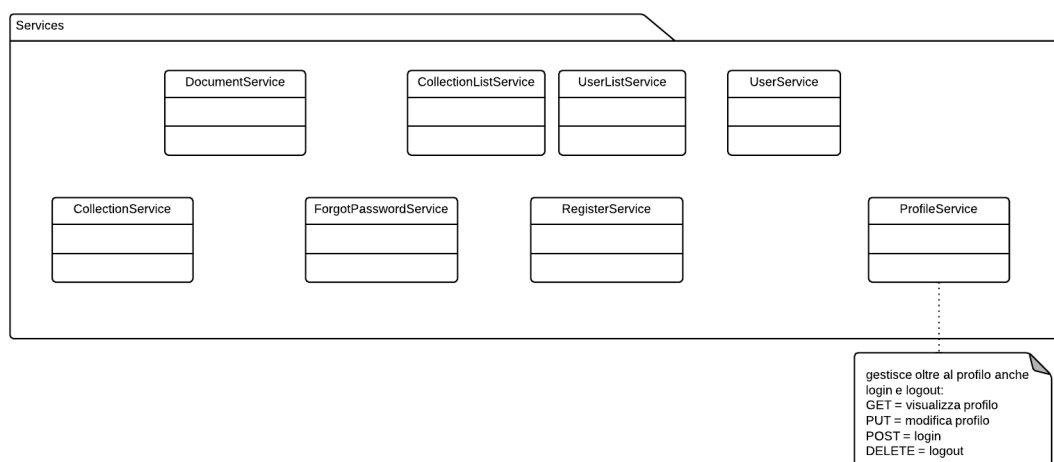 Services
DocumentService
CollectionListService
UserListService
UserService
CollectionService
ForgotPasswordService
RegisterService
ProfileService
gestisce oltre al profilo anche
login e logout:
GET = visualizza profilo
PUT = modifica profilo
POST = login
DELETE = logout